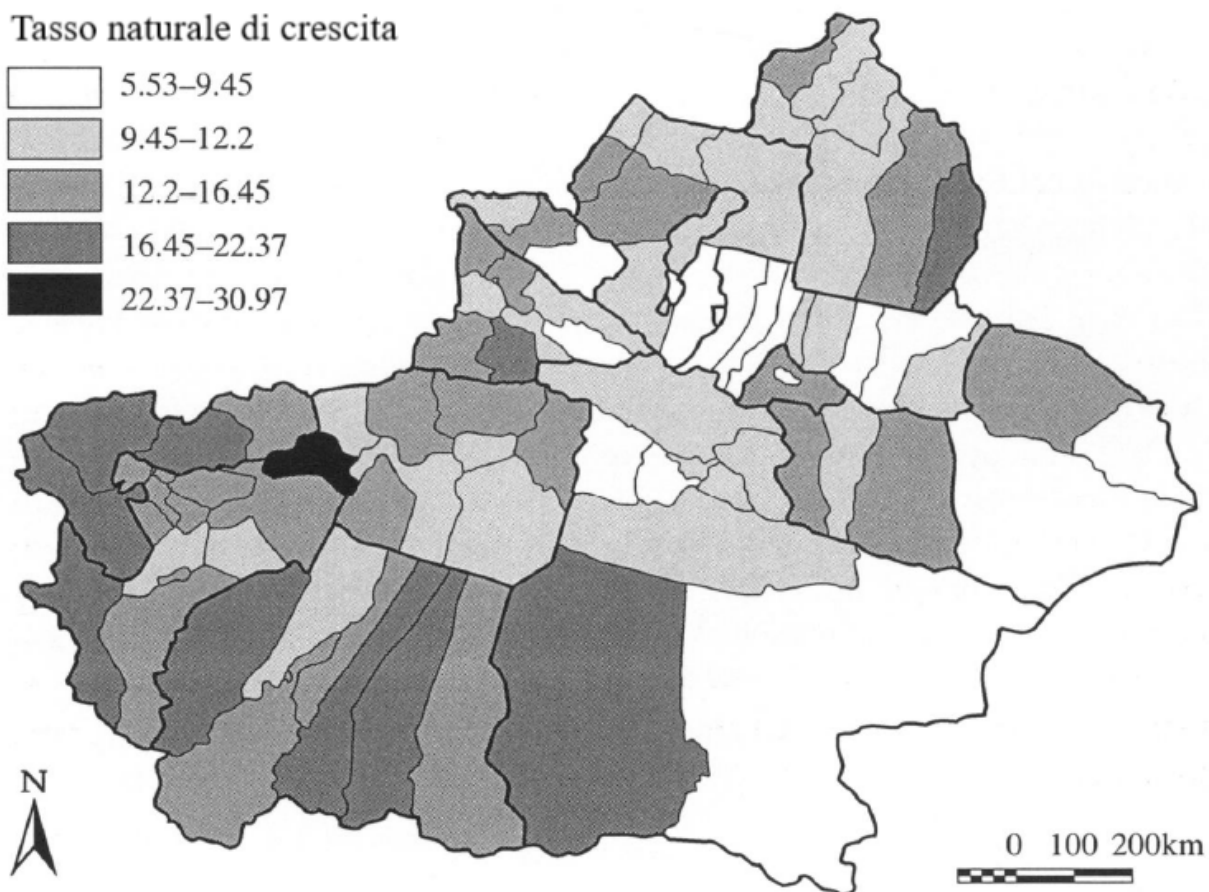 Tasso naturale di crescita
5.53–9.45
9.45–12.2
12.2–16.45
16.45–22.37
22.37–30.97
N
0 100 200km